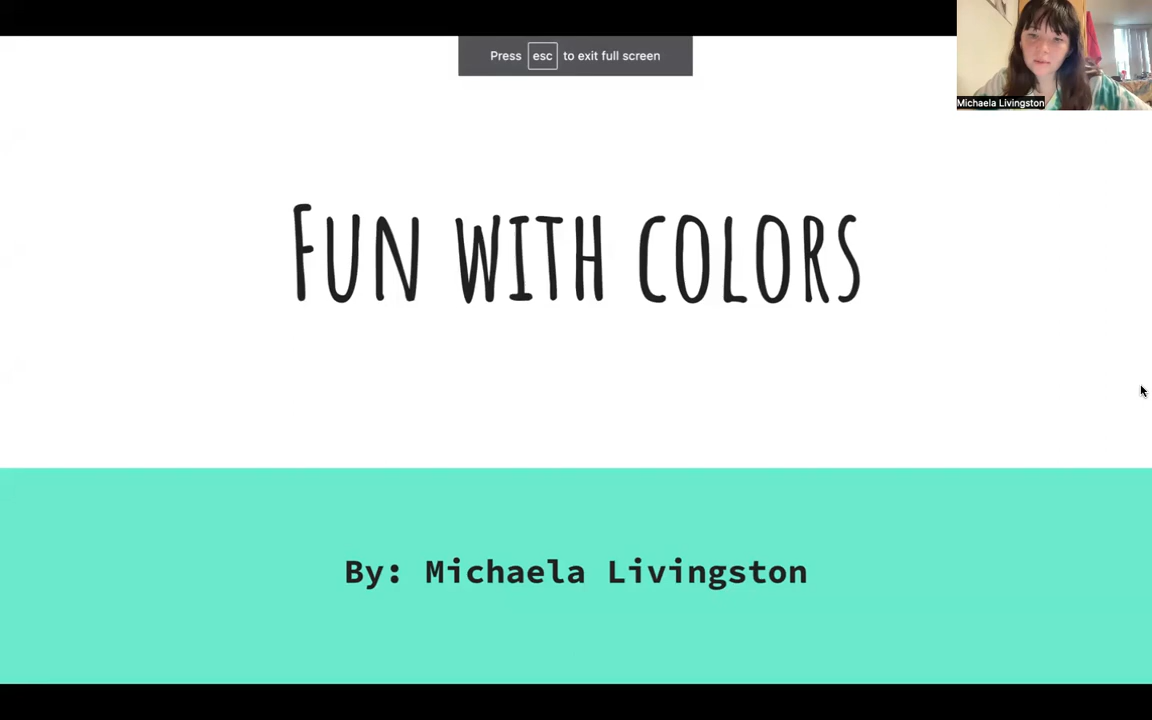 Press esc to exit full screen
Michaela Livingston
FUN WITH COLORS
By: Michaela Livingston